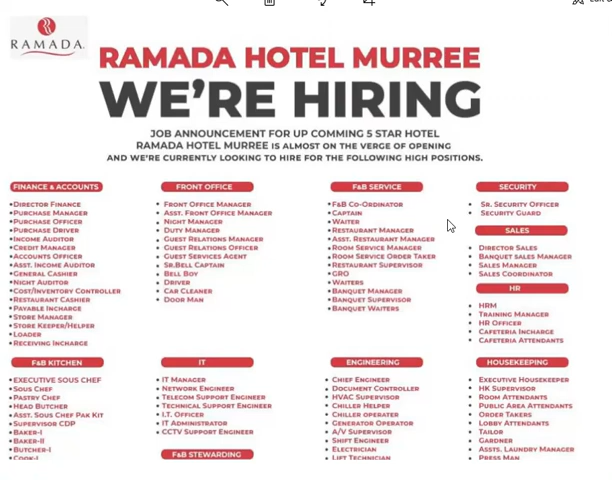 RAMADA.
RAMADA HOTEL MURREE
WE'RE HIRING
JOB ANNOUNCEMENT FOR UP COMMING 5 STAR HOTEL
RAMADA HOTEL MURREE IS ALMOST ON THE VERGE OF OPENING
AND WE'RE CURRENTLY LOOKING TO HIRE FOR THE FOLLOWING HIGH POSITIONS.
FINANCE & ACCOUNTS
•DIRECTOR FINANCE
•PURCHASE MANAGER
•PURCHASE OFFICER
•PURCHASE DRIVER
•INCOME AUDITOR
•CREDIT MANAGER
•ACCOUNTS OFFICER
•ASST. INCOME AUDITOR
•GENERAL CASHIER
•NIGHT AUDITOR
•COST/INVENTORY CONTROLLER
•RESTAURANT CASHIER
•PAYABLE INCHARGE
•STORE MANAGER
•STORE KEEPER/HELPER
•LOADER
•RECEIVING INCHARGE
FRONT OFFICE
• FRONT OFFICE MANAGER
• ASST. FRONT OFFICE MANAGER
• NIGHT MANAGER
• DUTY MANAGER
• GUEST RELATIONS MANAGER
• GUEST RELATIONS OFFICER
• GUEST SERVICES AGENT
• SR.BELL CAPTAIN
• BELL BOY
• DRIVER
• CAR CLEANER
• DOOR MAN
F&B SERVICE
• F&B CO-ORDINATOR
• CAPTAIN
• WAITER
• RESTAURANT MANAGER
• ASST. RESTAURANT MANAGER
• ROOM SERVICE MANAGER
• ROOM SERVICE ORDER TAKER
• RESTAURANT SUPERVISOR
• GRO
• WAITERS
• BANQUET MANAGER
• BANQUET SUPERVISOR
• BANQUET WAITERS
SECURITY
• SR. SECURITY OFFICER
• SECURITY GUARD
SALES
• DIRECTOR SALES
• BANQUET SALES MANAGER
• SALES MANAGER
• SALES COORDINATOR
HR
• HRM
• TRAINING MANAGER
• HR OFFICER
• CAFETERIA INCHARGE
• CAFETERIA ATTENDANTS
F&B KITCHEN
•EXECUTIVE SOUS CHEF
•SOUS CHEF
•PASTRY CHEF
•HEAD BUTCHER
•ASST. SOUS CHEF PAK KIT
•SUPERVISOR CDP
•BAKER-I
•BAKER-II
•BUTCHER-I
•COOK-I
IT
• IT MANAGER
• NETWORK ENGINEER
• TELECOM SUPPORT ENGINEER
• TECHNICAL SUPPORT ENGINEER
• I.T. OFFICER
• IT ADMINISTRATOR
• CCTV SUPPORT ENGINEER
F&B STEWARDING
ENGINEERING
• CHIEF ENGINEER
• DOCUMENT CONTROLLER
• HVAC SUPERVISOR
• CHILLER HELPER
• CHILLER OPERATER
• GENERATOR OPERATOR
• A/V SUPERVISOR
• SHIFT ENGINEER
• ELECTRICIAN
• LIFT TECHNICIAN
HOUSEKEEPING
• EXECUTIVE HOUSEKEEPER
• HK SUPERVISOR
• ROOM ATTENDANTS
• PUBLIC AREA ATTENDANTS
• ORDER TAKERS
• LOBBY ATTENDANTS
• TAILOR
• GARDNER
• ASSTS. LAUNDRY MANAGER
• PRESS MAN